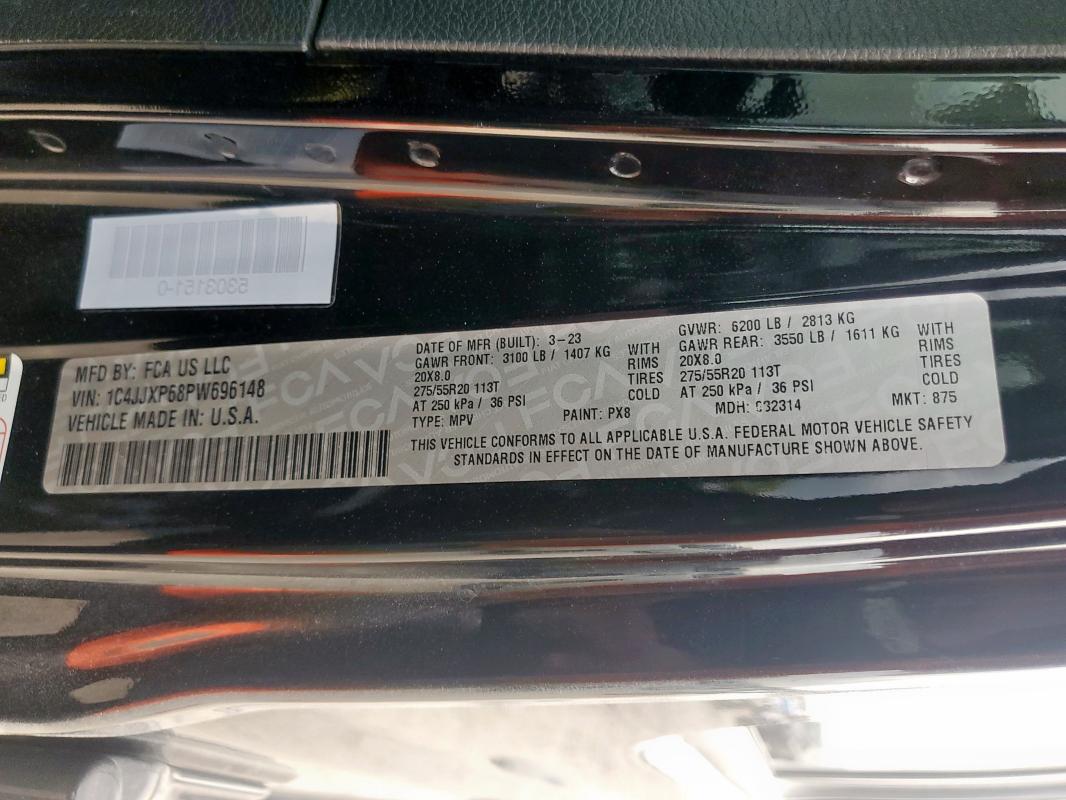 5303151-0
MFD BY: FCA US LLC
VIN: 1C4JJXP68PW696148
VEHICLE MADE IN: U.S.A.
DATE OF MFR (BUILT): 3-23
GAWR FRONT: 3100 LB / 1407 KG WITH
20X8.0 RIMS
275/55R20 113T TIRES
AT 250 kPa / 36 PSI COLD
TYPE: MPV PAINT: PX8
GVWR: 6200 LB / 2813 KG
GAWR REAR: 3550 LB / 1611 KG WITH
20X8.0 RIMS
275/55R20 113T TIRES
AT 250 kPa / 36 PSI COLD
MDH: 032314 MKT: 875
THIS VEHICLE CONFORMS TO ALL APPLICABLE U.S.A. FEDERAL MOTOR VEHICLE SAFETY
STANDARDS IN EFFECT ON THE DATE OF MANUFACTURE SHOWN ABOVE.